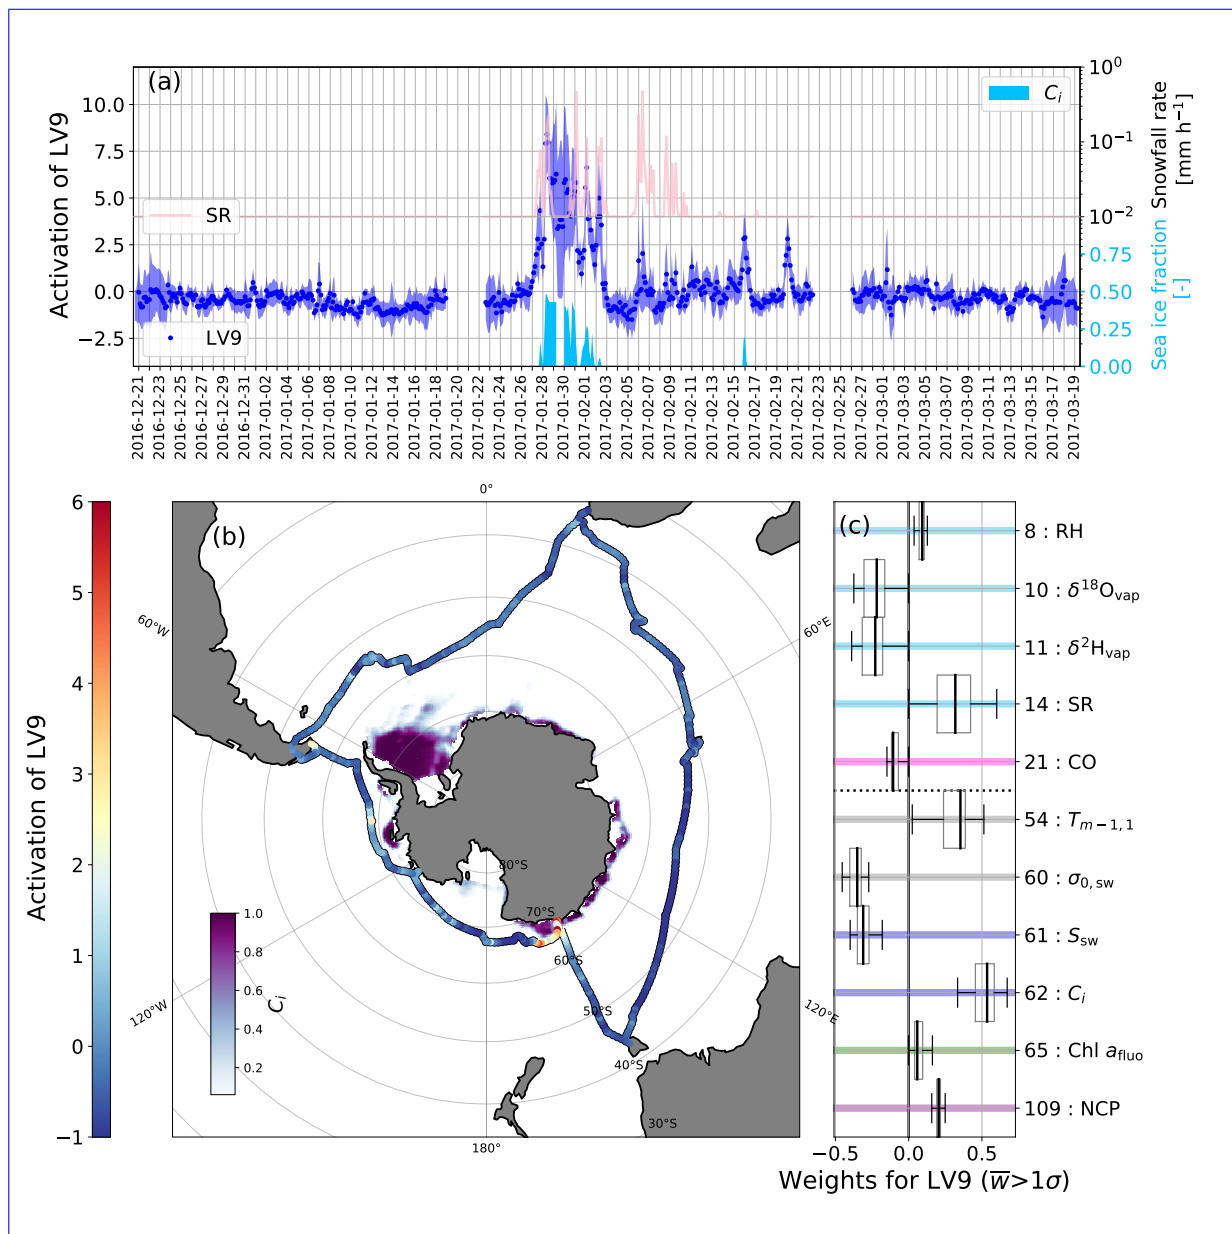 (a)
Activation of LV9
10.0
7.5
5.0
2.5
0.0
−2.5
SR
LV9
C_i
10^0
10^−1
10^−2
Snowfall rate
[mm h^−1]
0.75
0.50
0.25
0.00
Sea ice fraction
[-]
2016-12-21
2016-12-23
2016-12-25
2016-12-27
2016-12-29
2016-12-31
2017-01-02
2017-01-04
2017-01-06
2017-01-08
2017-01-10
2017-01-12
2017-01-14
2017-01-16
2017-01-18
2017-01-20
2017-01-22
2017-01-24
2017-01-26
2017-01-28
2017-01-30
2017-02-01
2017-02-03
2017-02-05
2017-02-07
2017-02-09
2017-02-11
2017-02-13
2017-02-15
2017-02-17
2017-02-19
2017-02-21
2017-02-23
2017-02-25
2017-02-27
2017-03-01
2017-03-03
2017-03-05
2017-03-07
2017-03-09
2017-03-11
2017-03-13
2017-03-15
2017-03-17
2017-03-19
Activation of LV9
6
5
4
3
2
1
0
−1
(b)
0°
60°W
60°E
120°W
120°E
180°
80°S
70°S
60°S
50°S
40°S
30°S
1.0
0.8
0.6
0.4
0.2
C_i
(c)
8 : RH
10 : δ^18O_vap
11 : δ^2H_vap
14 : SR
21 : CO
54 : T_m−1,1
60 : σ_0,sw
61 : S_sw
62 : C_i
65 : Chl a_fluo
109 : NCP
−0.5
0.0
0.5
Weights for LV9 (w̅>1σ)